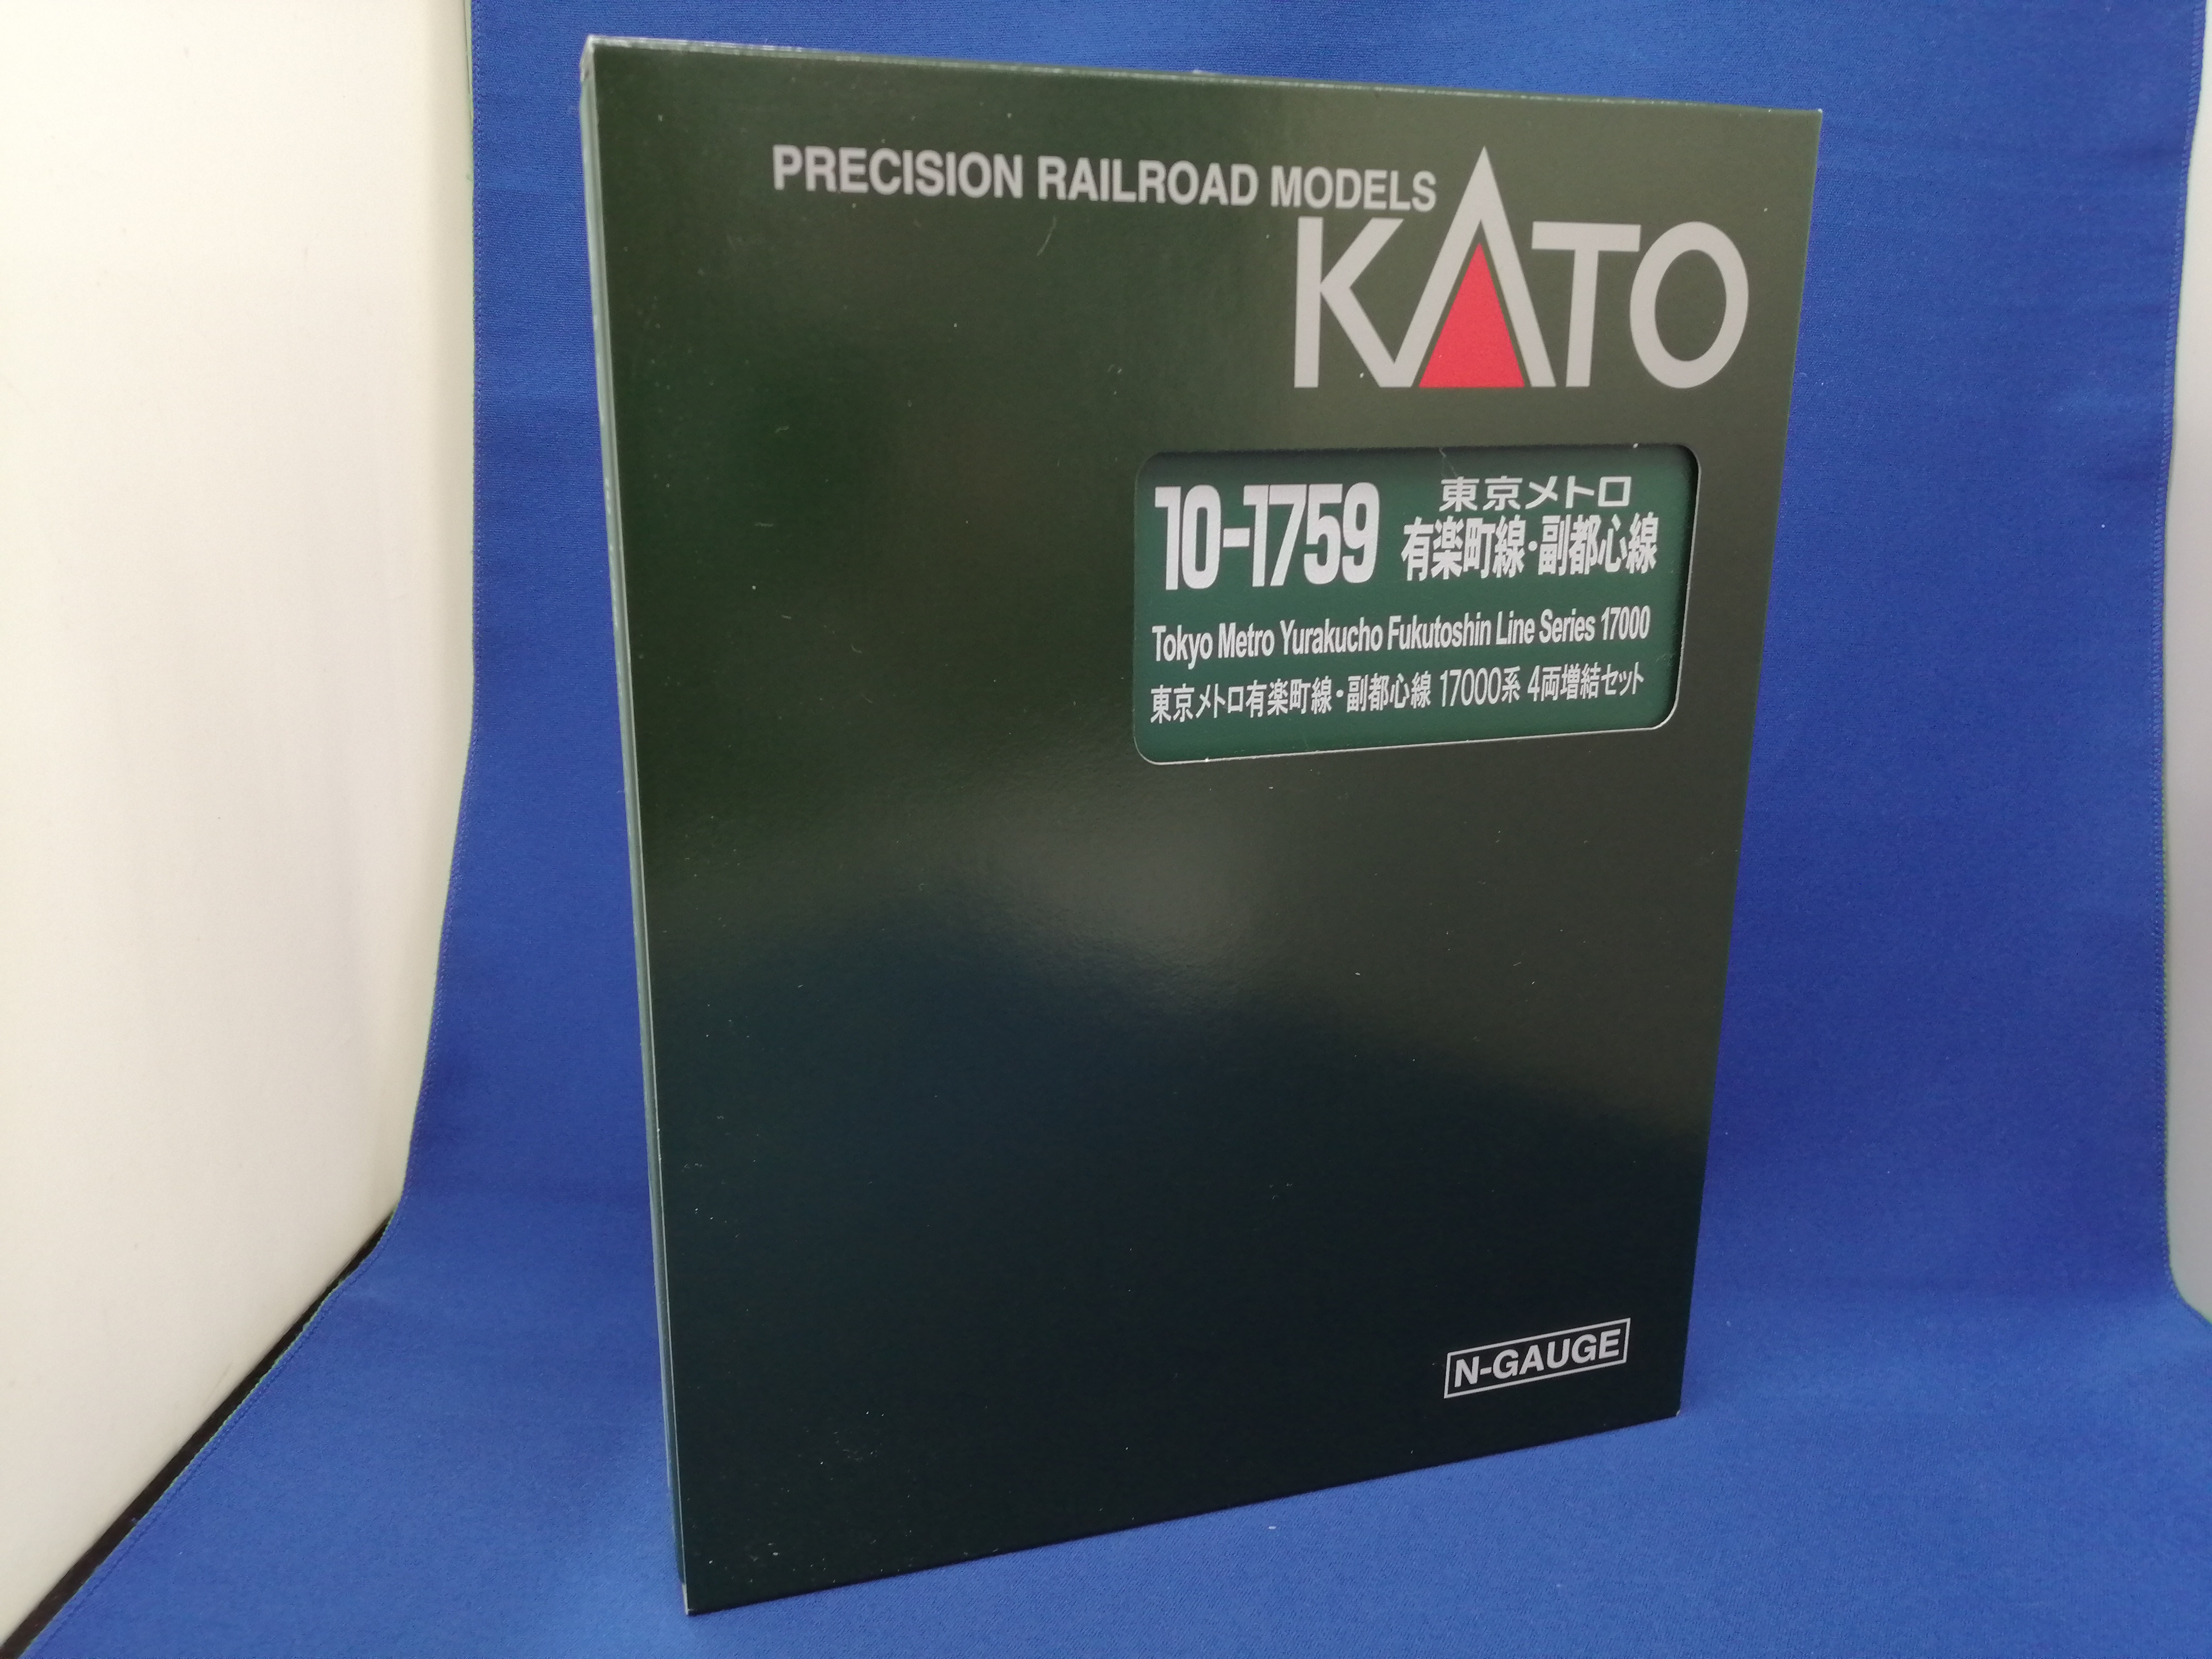 PRECISION RAILROAD MODELS
KATO
10-1759
東京メトロ
有楽町線・副都心線
Tokyo Metro Yurakucho Fukutoshin Line Series 17000
東京メトロ有楽町線・副都心線 17000系 4両増結セット
N-GAUGE